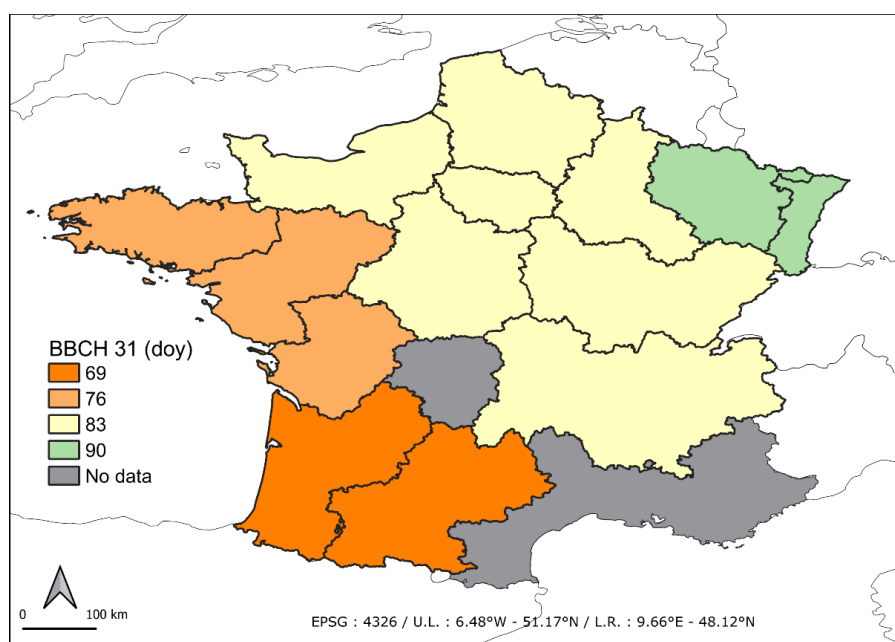 BBCH 31 (doy)
69
76
83
90
No data
0 100 km
EPSG : 4326 / U.L. : 6.48°W - 51.17°N / L.R. : 9.66°E - 48.12°N